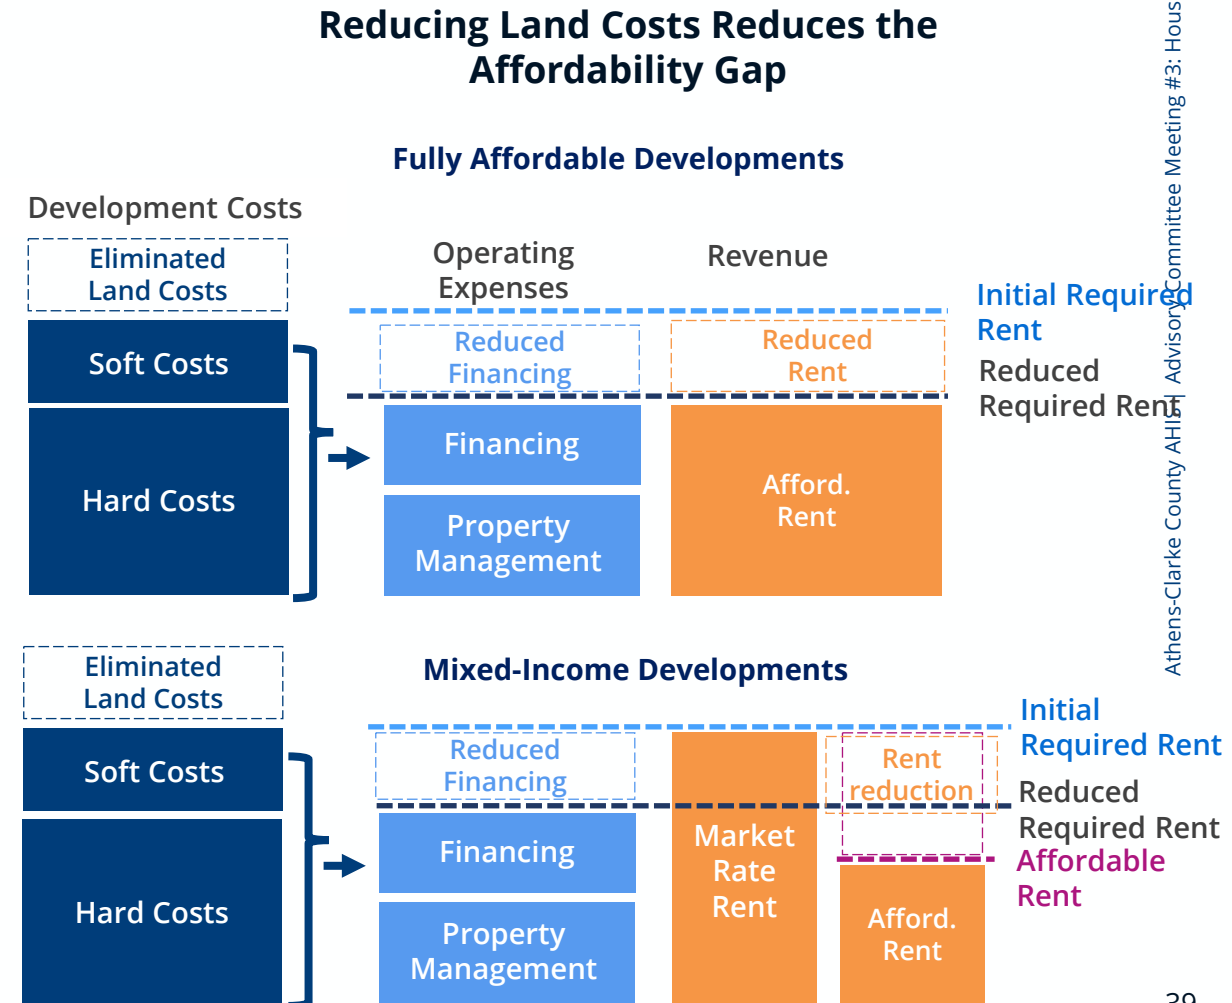 Reducing Land Costs Reduces the
Affordability Gap
Fully Affordable Developments
Development Costs
Eliminated
Land Costs
Soft Costs
Hard Costs
Operating
Expenses
Reduced
Financing
Financing
Property
Management
Revenue
Reduced
Rent
Afford.
Rent
Initial Required
Rent
Reduced
Required Rent
Mixed-Income Developments
Eliminated
Land Costs
Soft Costs
Hard Costs
Reduced
Financing
Financing
Property
Management
Market
Rate
Rent
Rent
reduction
Afford.
Rent
Initial
Required Rent
Reduced
Required Rent
Affordable
Rent
Athens-Clarke County AHIS | Advisory Committee Meeting #3: Hous
39